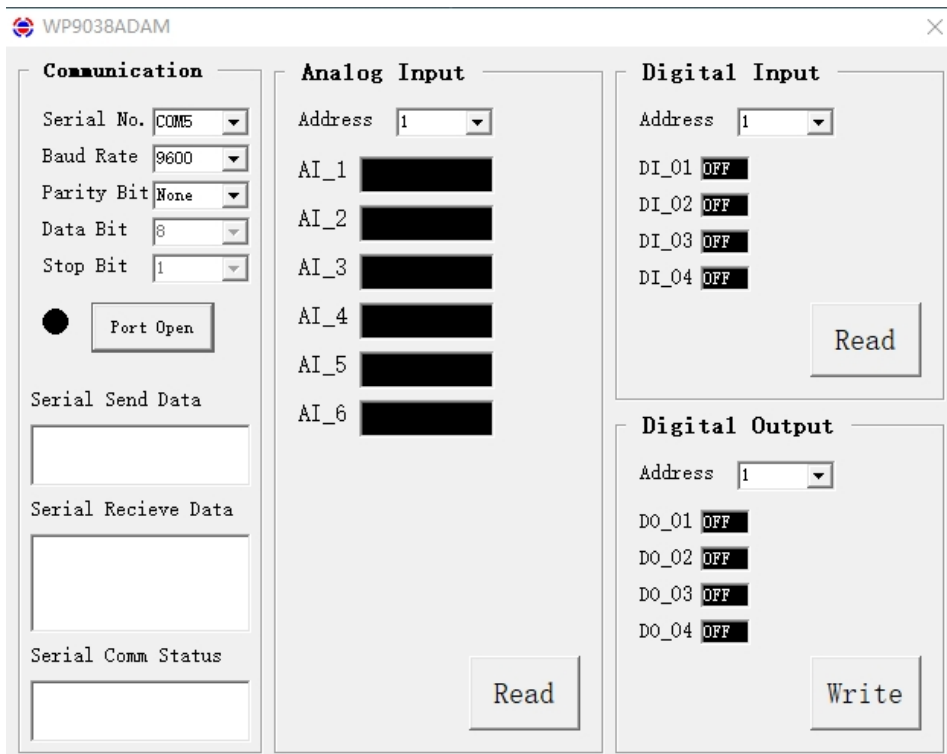 WP9038ADAM
Communication
Serial No. COM5
Baud Rate 9600
Parity Bit None
Data Bit 8
Stop Bit 1
Port Open
Serial Send Data
Serial Recieve Data
Serial Comm Status
Analog Input
Address 1
AI_1
AI_2
AI_3
AI_4
AI_5
AI_6
Read
Digital Input
Address 1
DI_01 OFF
DI_02 OFF
DI_03 OFF
DI_04 OFF
Read
Digital Output
Address 1
DO_01 OFF
DO_02 OFF
DO_03 OFF
DO_04 OFF
Write